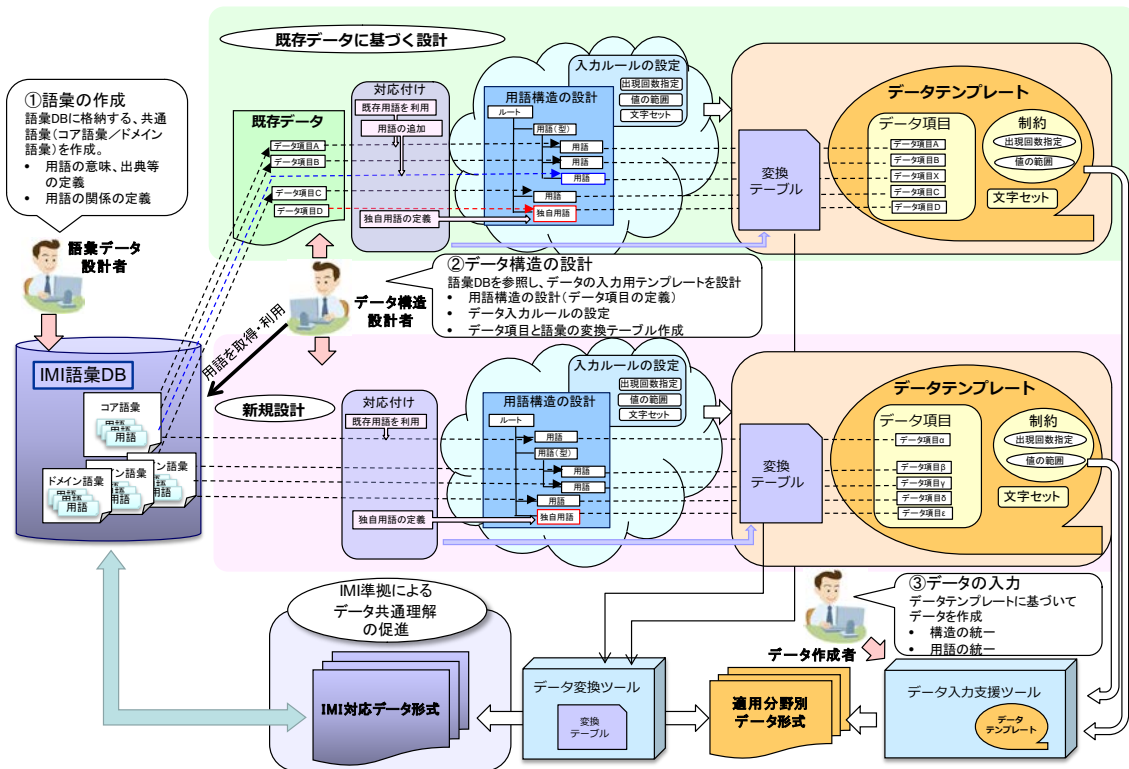 既存データに基づく設計
①語彙の作成
語彙DBに格納する、共通
語彙(コア語彙/ドメイン
語彙)を作成。
• 用語の意味、出典等
の定義
• 用語の関係の定義
語彙データ
設計者
既存データ
データ項目A
データ項目B
データ項目C
データ項目D
対応付け
既存用語を利用
用語の追加
独自用語の定義
入力ルールの設定
出現回数指定
値の範囲
文字セット
用語構造の設計
ルート
用語(型)
用語
用語
用語
用語
独自用語
変換
テーブル
データテンプレート
データ項目
データ項目A
データ項目B
データ項目X
データ項目C
データ項目D
制約
出現回数指定
値の範囲
文字セット
データ構造
設計者
②データ構造の設計
語彙DBを参照し、データの入力用テンプレートを設計
• 用語構造の設計(データ項目の定義)
• データ入力ルールの設定
• データ項目と語彙の変換テーブル作成
用語を取得・利用
IMI語彙DB
コア語彙
用語
ドメイン語彙
用語
イン語彙
用語
イン語彙
用語
新規設計
対応付け
既存用語を利用
独自用語の定義
入力ルールの設定
出現回数指定
値の範囲
文字セット
用語構造の設計
ルート
用語
用語(型)
用語
用語
用語
独自用語
変換
テーブル
データテンプレート
データ項目
データ項目α
データ項目β
データ項目γ
データ項目δ
データ項目ε
制約
出現回数指定
値の範囲
文字セット
③データの入力
データテンプレートに基づいて
データを作成
• 構造の統一
• 用語の統一
データ作成者
IMI準拠による
データ共通理解
の促進
IMI対応データ形式
データ変換ツール
変換
テーブル
適用分野別
データ形式
データ入力支援ツール
データ
テンプレート